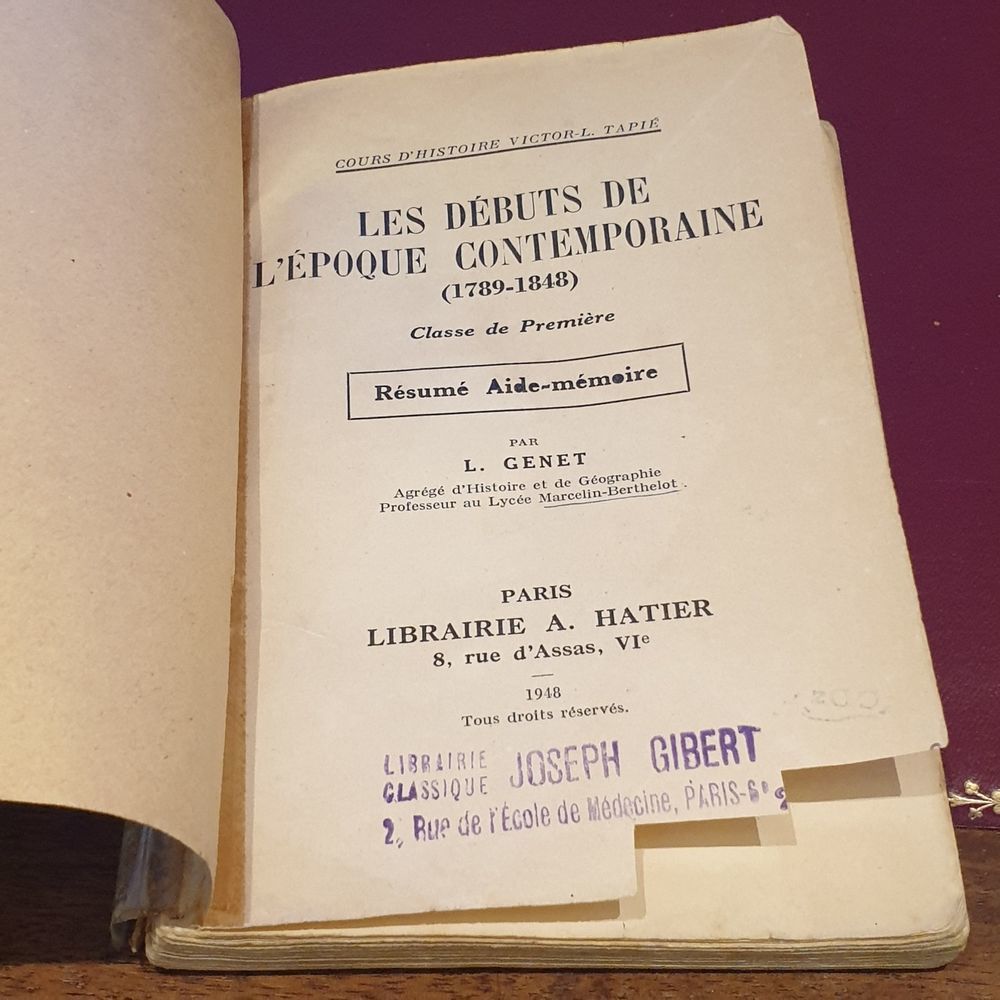 COURS D'HISTOIRE VICTOR-L. TAPIÉ
LES DÉBUTS DE
L'ÉPOQUE CONTEMPORAINE
(1789-1848)
Classe de Première
Résumé Aide-mémoire
PAR
L. GENET
Agrégé d'Histoire et de Géographie
Professeur au Lycée Marcelin-Berthelot.
PARIS
LIBRAIRIE A. HATIER
8, rue d'Assas, VIe
1948
Tous droits réservés.
LIBRAIRIE
CLASSIQUE JOSEPH GIBERT
2, Rue de l'École de Médecine, PARIS-6e